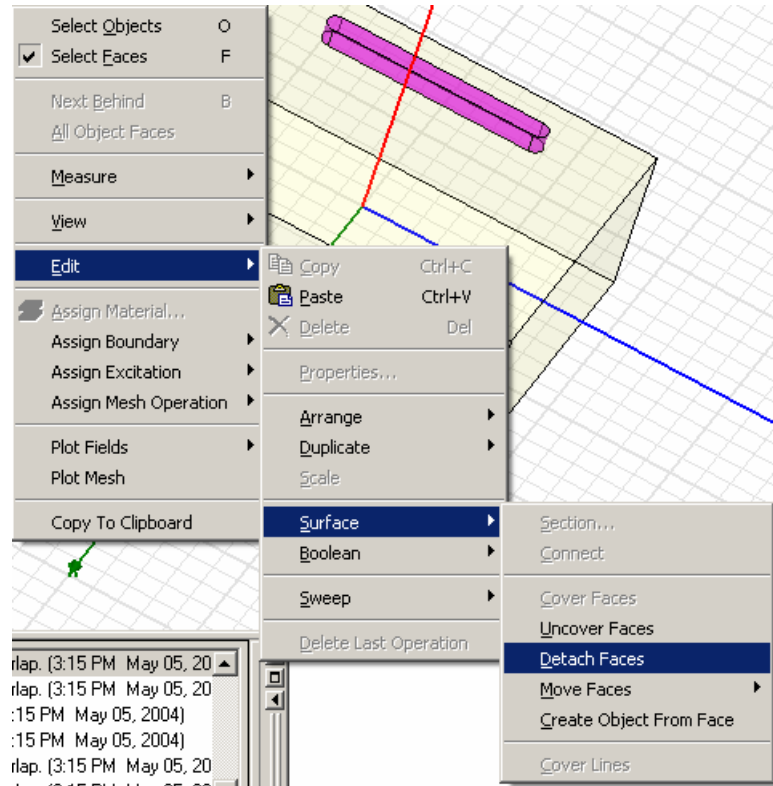 Select Objects O
Select Faces F
Next Behind B
All Object Faces
Measure
View
Edit
Assign Material...
Assign Boundary
Assign Excitation
Assign Mesh Operation
Plot Fields
Plot Mesh
Copy To Clipboard
Copy Ctrl+C
Paste Ctrl+V
Delete Del
Properties...
Arrange
Duplicate
Scale
Surface
Boolean
Sweep
Delete Last Operation
Section...
Connect
Cover Faces
Uncover Faces
Detach Faces
Move Faces
Create Object From Face
Cover Lines
rlap. (3:15 PM May 05, 20
rlap. (3:15 PM May 05, 20
:15 PM May 05, 2004)
:15 PM May 05, 2004)
rlap. (3:15 PM May 05, 20